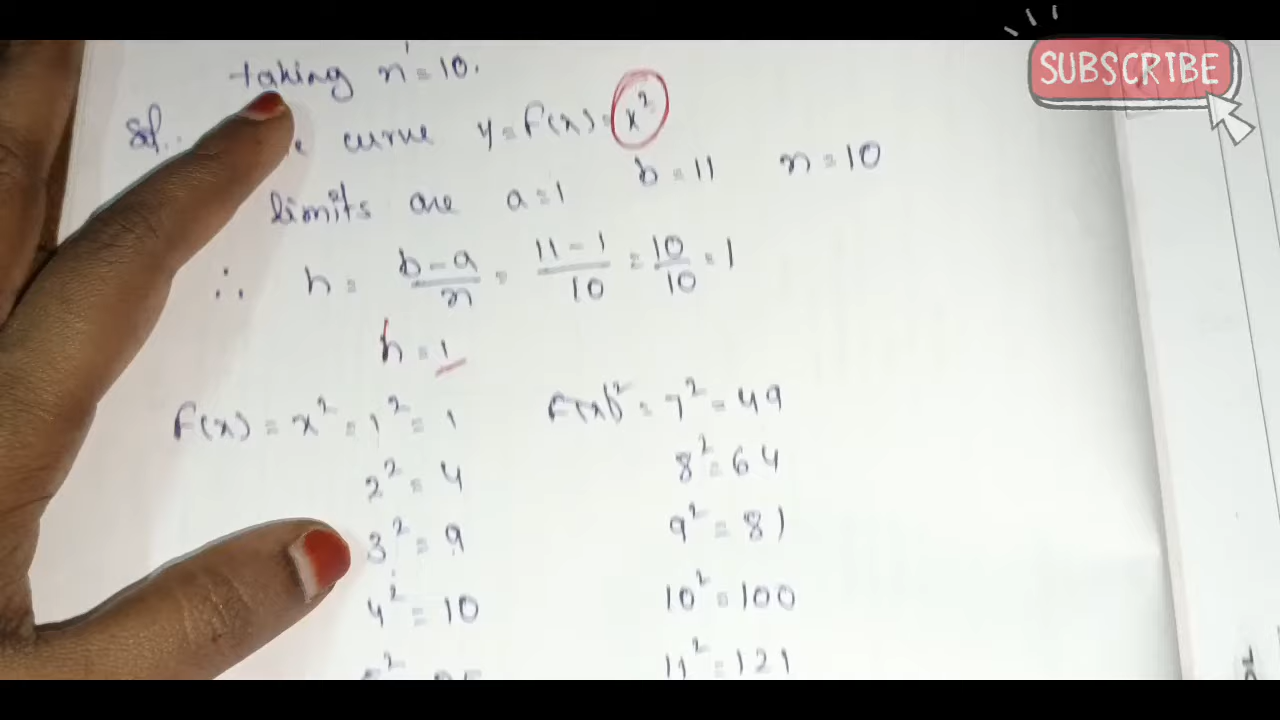 SUBSCRIBE
taking n = 10.
Sol. curve y = F(x) = x²
limits are a = 1 b = 11 n = 10
∴ h = b - a / n = 11 - 1 / 10 = 10 / 10 = 1
h = 1
F(x) = x² = 1² = 1
2² = 4
3² = 9
4² = 10
F(x)² = 7² = 49
8² = 64
9² = 81
10² = 100
11² = 121